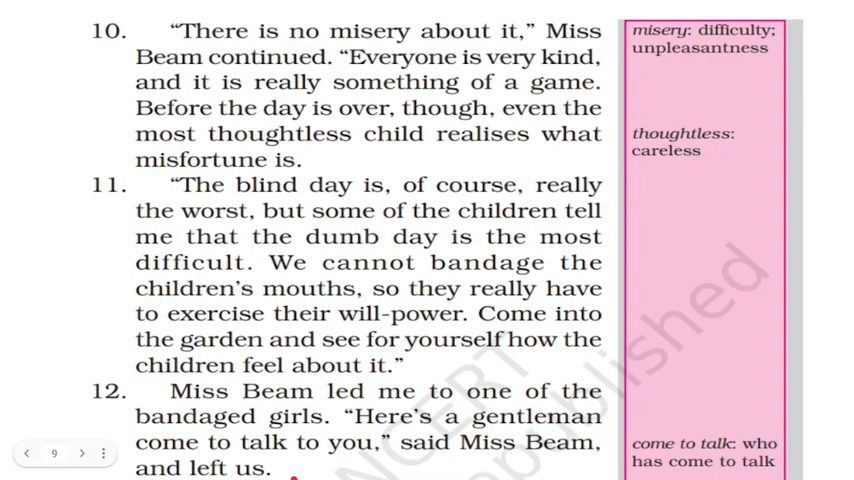 10. “There is no misery about it,” Miss
Beam continued. “Everyone is very kind,
and it is really something of a game.
Before the day is over, though, even the
most thoughtless child realises what
misfortune is.
11. “The blind day is, of course, really
the worst, but some of the children tell
me that the dumb day is the most
difficult. We cannot bandage the
children’s mouths, so they really have
to exercise their will-power. Come into
the garden and see for yourself how the
children feel about it.”
12. Miss Beam led me to one of the
bandaged girls. “Here’s a gentleman
come to talk to you,” said Miss Beam,
and left us.
misery: difficulty;
unpleasantness
thoughtless:
careless
come to talk: who
has come to talk
9
NCERT
republished